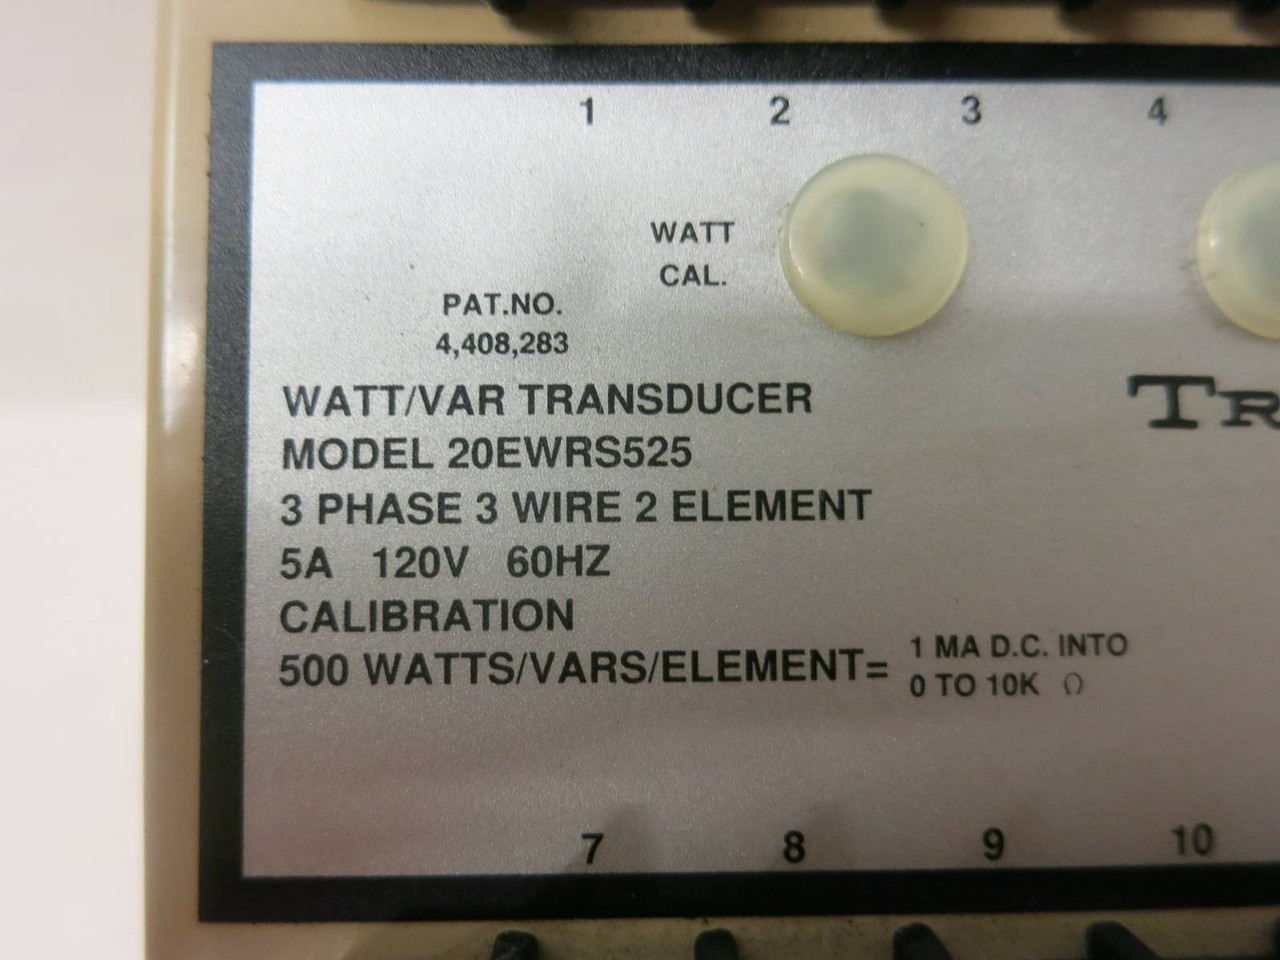 1 2 3 4
WATT
CAL.
PAT.NO.
4,408,283
WATT/VAR TRANSDUCER
MODEL 20EWRS525
3 PHASE 3 WIRE 2 ELEMENT
5A 120V 60HZ
CALIBRATION
500 WATTS/VARS/ELEMENT= 1 MA D.C. INTO
0 TO 10K Ω
7 8 9 10